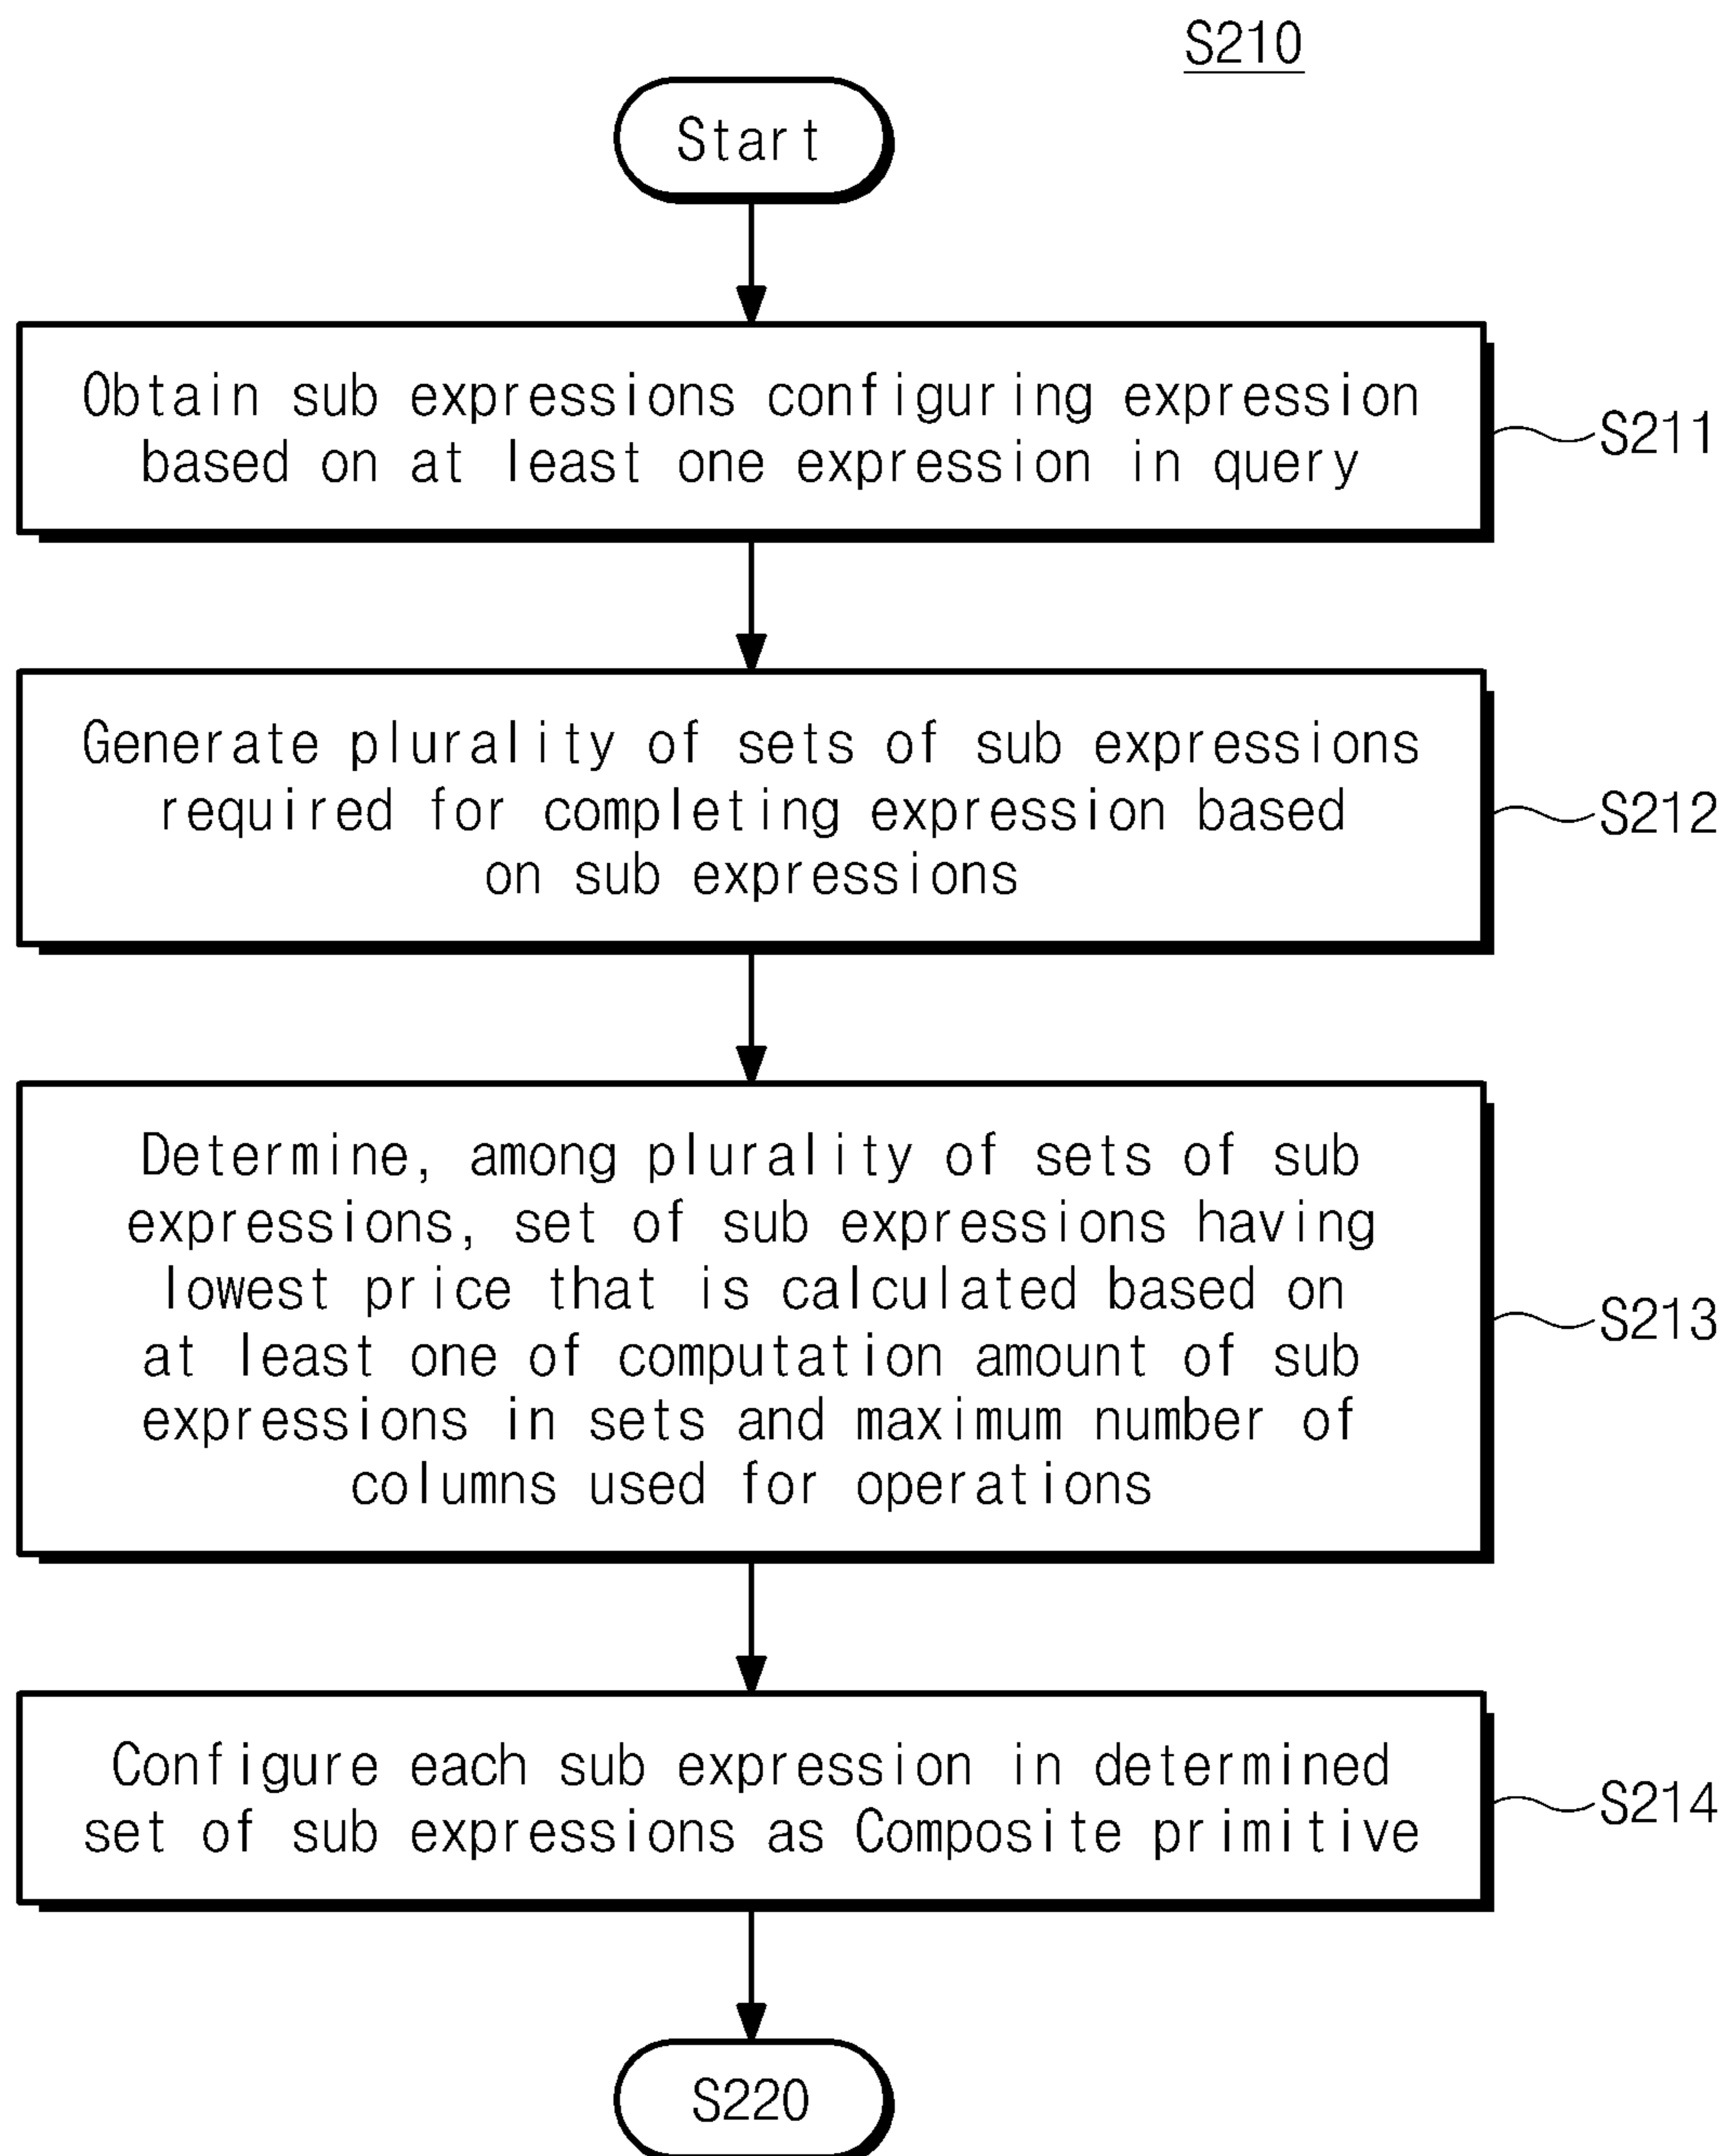 S210
Start
Obtain sub expressions configuring expression
based on at least one expression in query
S211
Generate plurality of sets of sub expressions
required for completing expression based
on sub expressions
S212
Determine, among plurality of sets of sub
expressions, set of sub expressions having
lowest price that is calculated based on
at least one of computation amount of sub
expressions in sets and maximum number of
columns used for operations
S213
Configure each sub expression in determined
set of sub expressions as Composite primitive
S214
S220